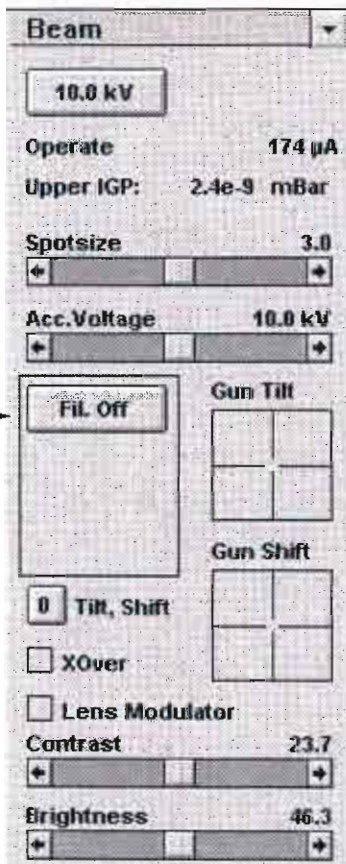 Beam
10.0 kV
Operate 174 µA
Upper IGP: 2.4e-9 mBar
Spotsize 3.0
Acc.Voltage 10.0 kV
Fil. Off
Gun Tilt
Gun Shift
0 Tilt, Shift
XOver
Lens Modulator
Contrast 23.7
Brightness 46.3